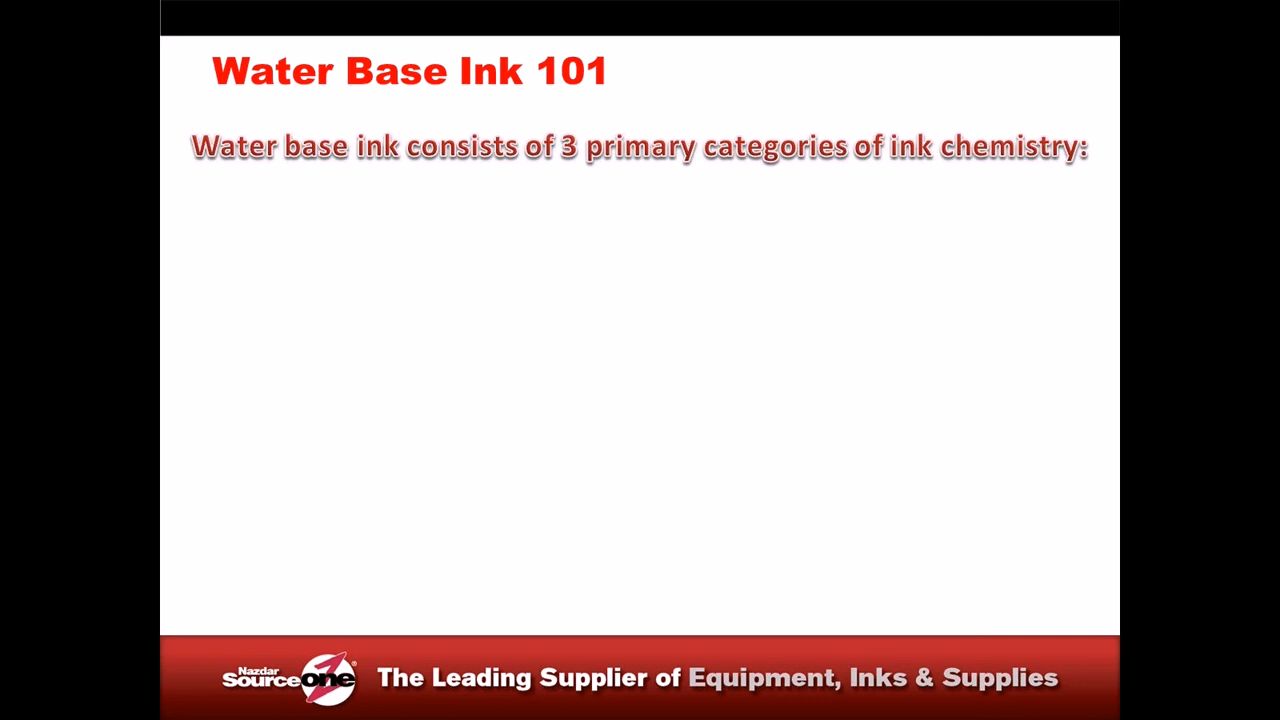 Water Base Ink 101
Water base ink consists of 3 primary categories of ink chemistry:
Nazdar
sourceone®
The Leading Supplier of Equipment, Inks & Supplies